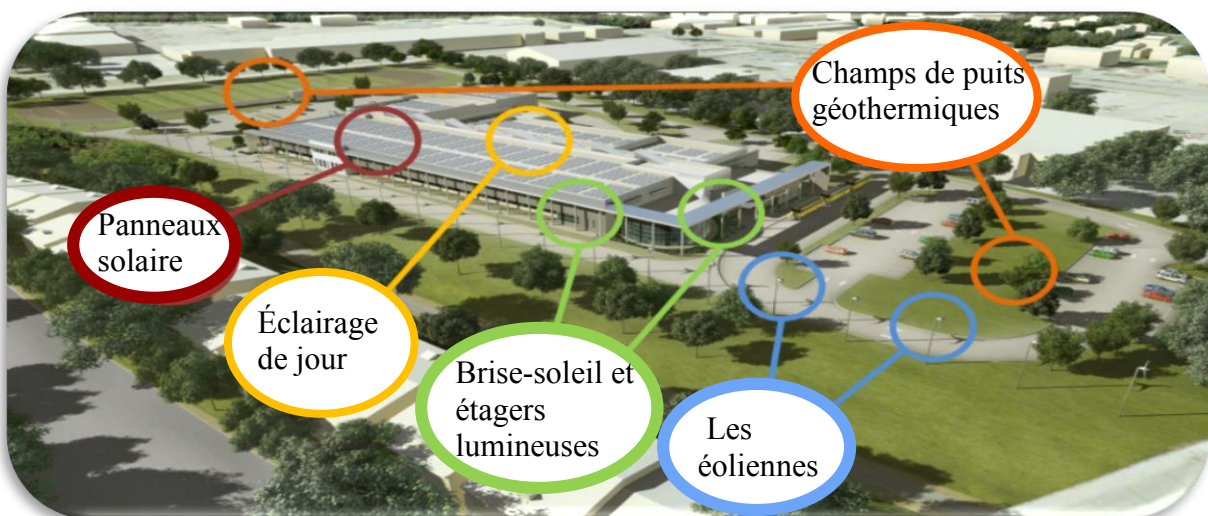 Champs de puits
géothermiques
Panneaux
solaire
Éclairage
de jour
Brise-soleil et
étagers
lumineuses
Les
éoliennes